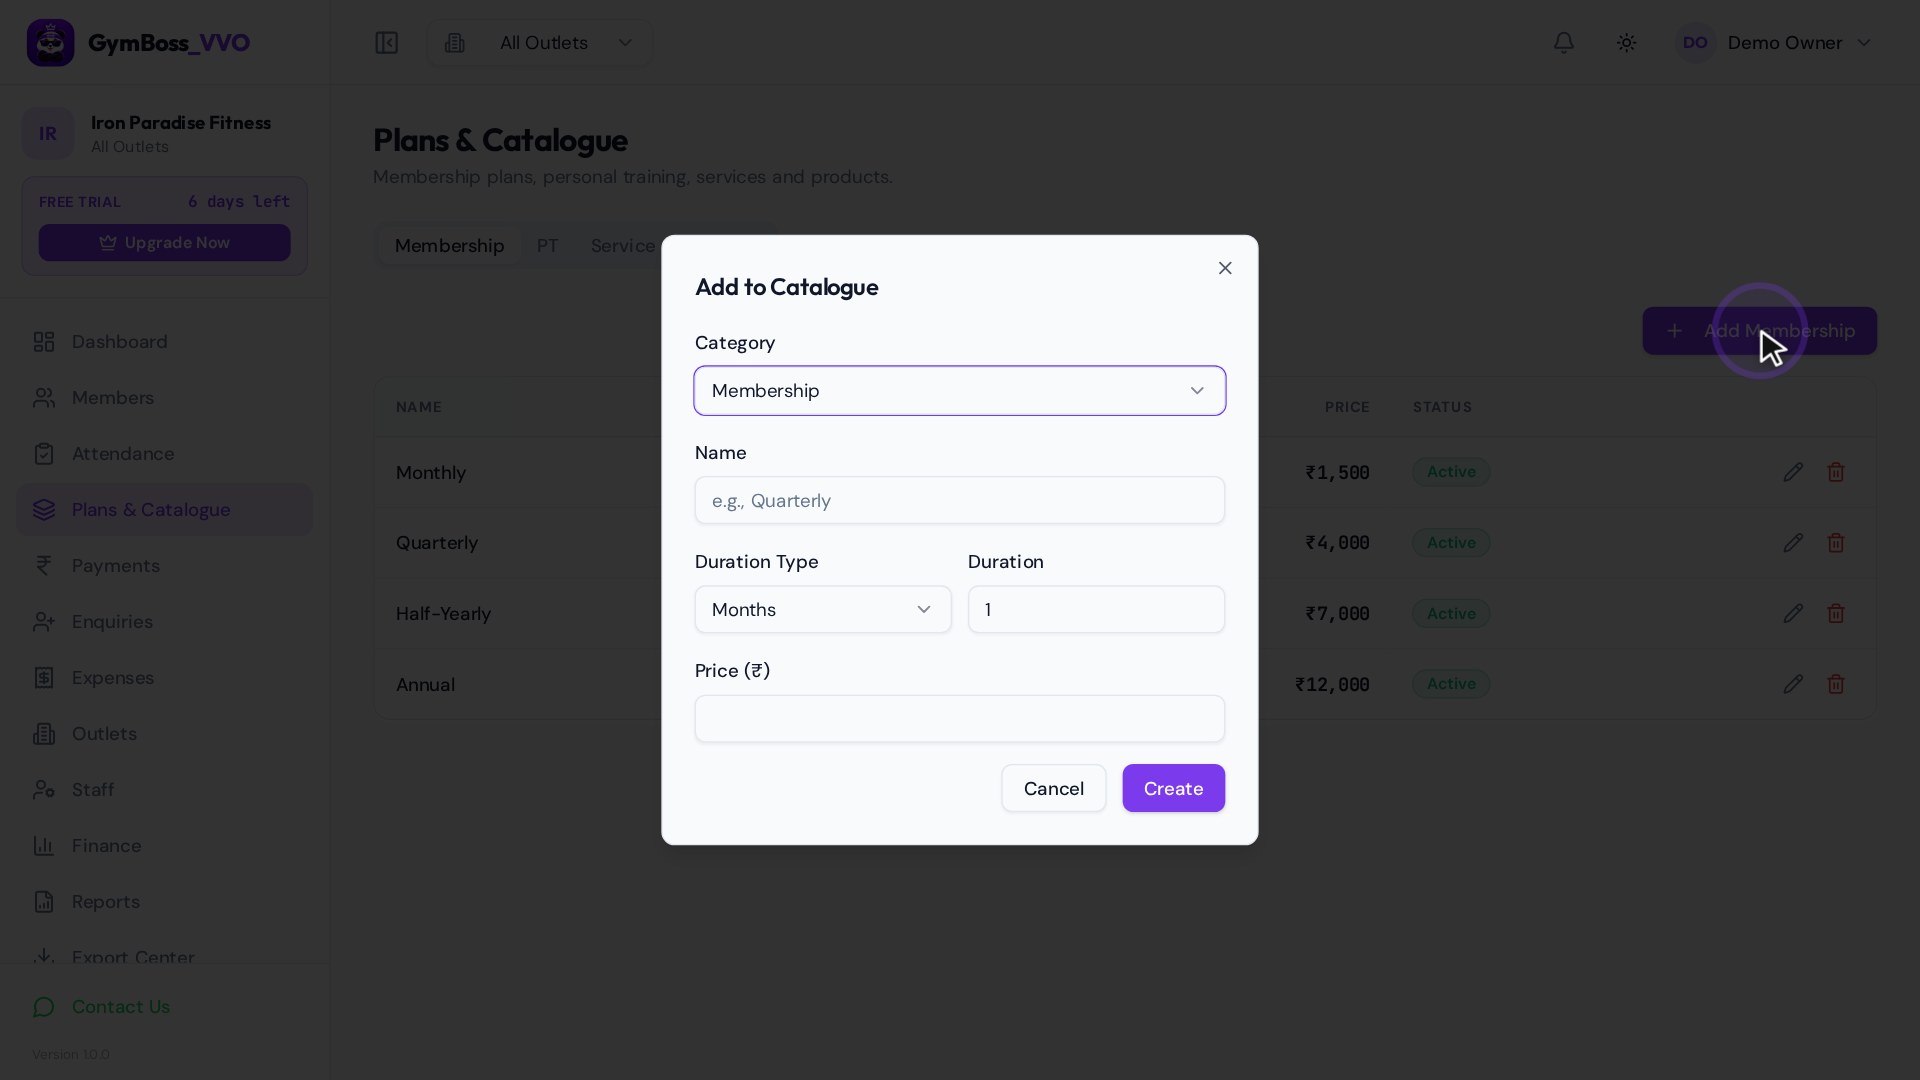 GymBoss_VVO
All Outlets
DO
Demo Owner
IR
Iron Paradise Fitness
All Outlets
FREE TRIAL
6 days left
Upgrade Now
Dashboard
Members
Attendance
Plans & Catalogue
Payments
Enquiries
Expenses
Outlets
Staff
Finance
Reports
Export Center
Contact Us
Version 1.0.0
Plans & Catalogue
Membership plans, personal training, services and products.
Membership
PT
Service
Add Membership
NAME
PRICE
STATUS
Monthly
₹1,500
Active
Quarterly
₹4,000
Active
Half-Yearly
₹7,000
Active
Annual
₹12,000
Active
Add to Catalogue
Category
Membership
Name
e.g., Quarterly
Duration Type
Duration
Months
1
Price (₹)
Cancel
Create